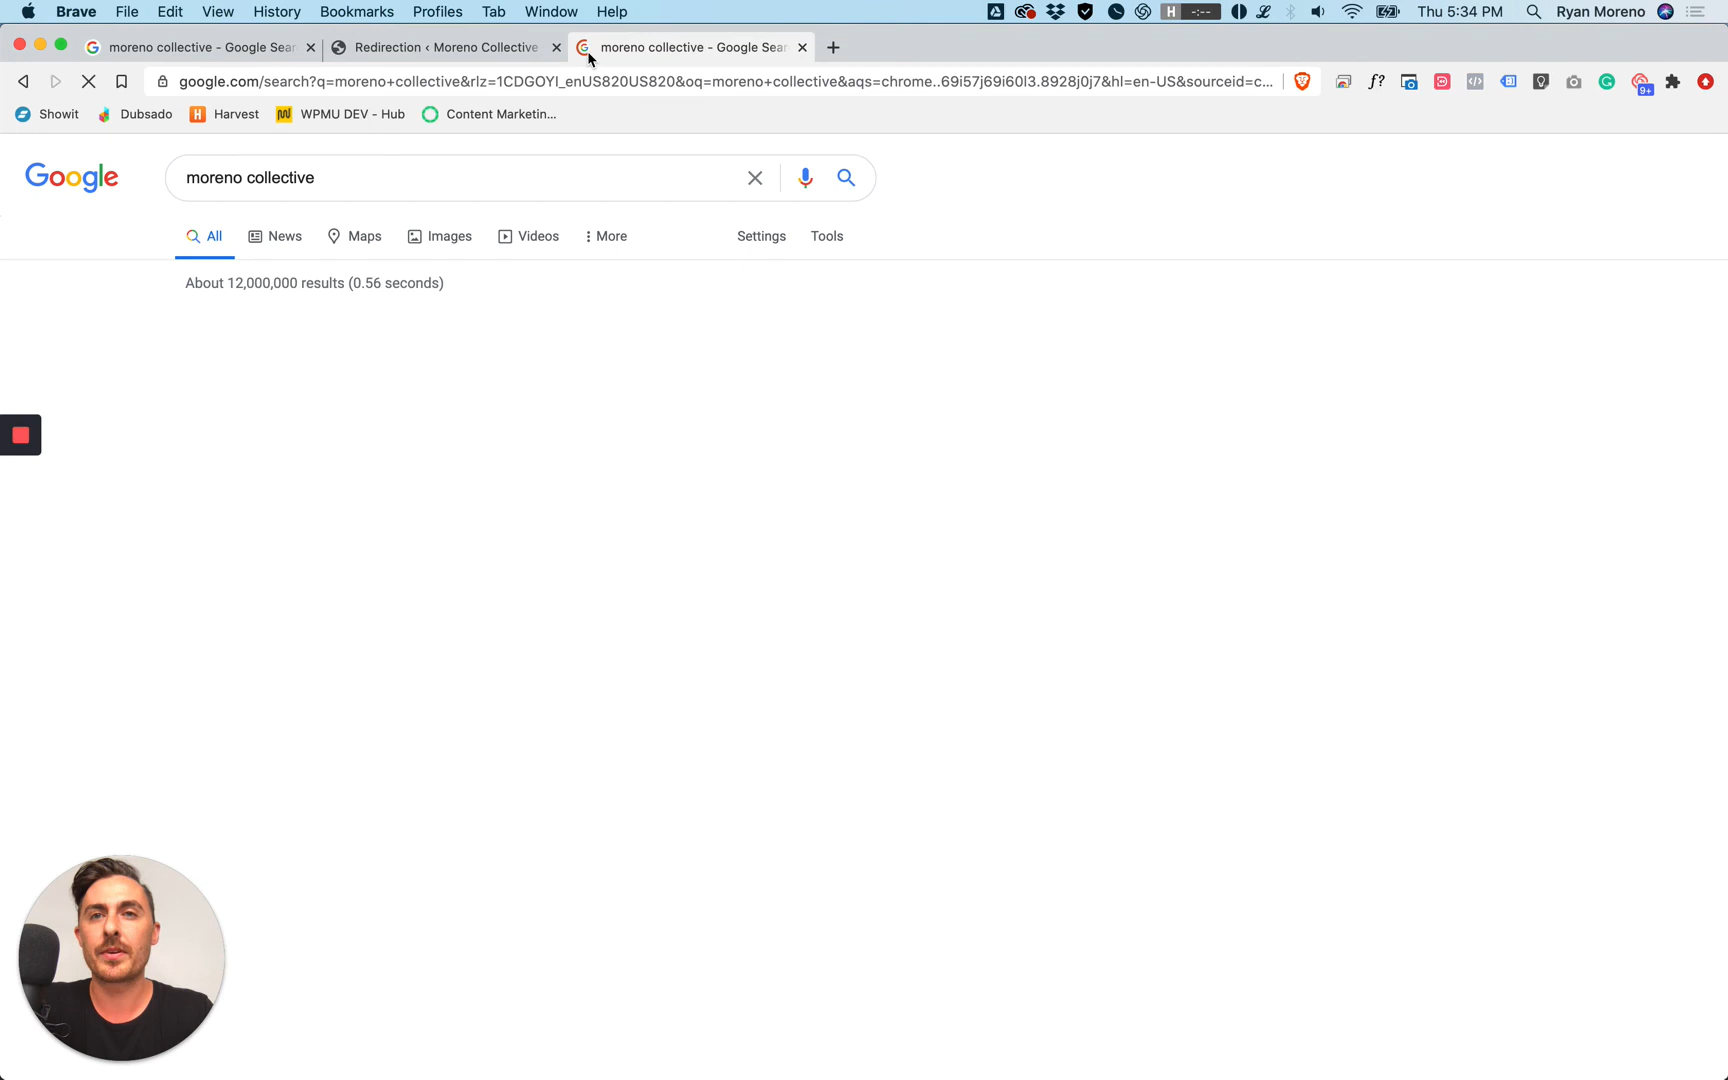 Brave File Edit View History Bookmarks Profiles Tab Window Help H -:-- Thu 5:34 PM Ryan Moreno
moreno collective - Google Sear Redirection ‹ Moreno Collective moreno collective - Google Sear
google.com/search?q=moreno+collective&rlz=1CDGOYI_enUS820US820&oq=moreno+collective&aqs=chrome..69i57j69i60l3.8928j0j7&hl=en-US&sourceid=c... f? 9+
Showit Dubsado H Harvest WPMU DEV - Hub Content Marketin...
Google moreno collective
All News Maps Images Videos More Settings Tools
About 12,000,000 results (0.56 seconds)